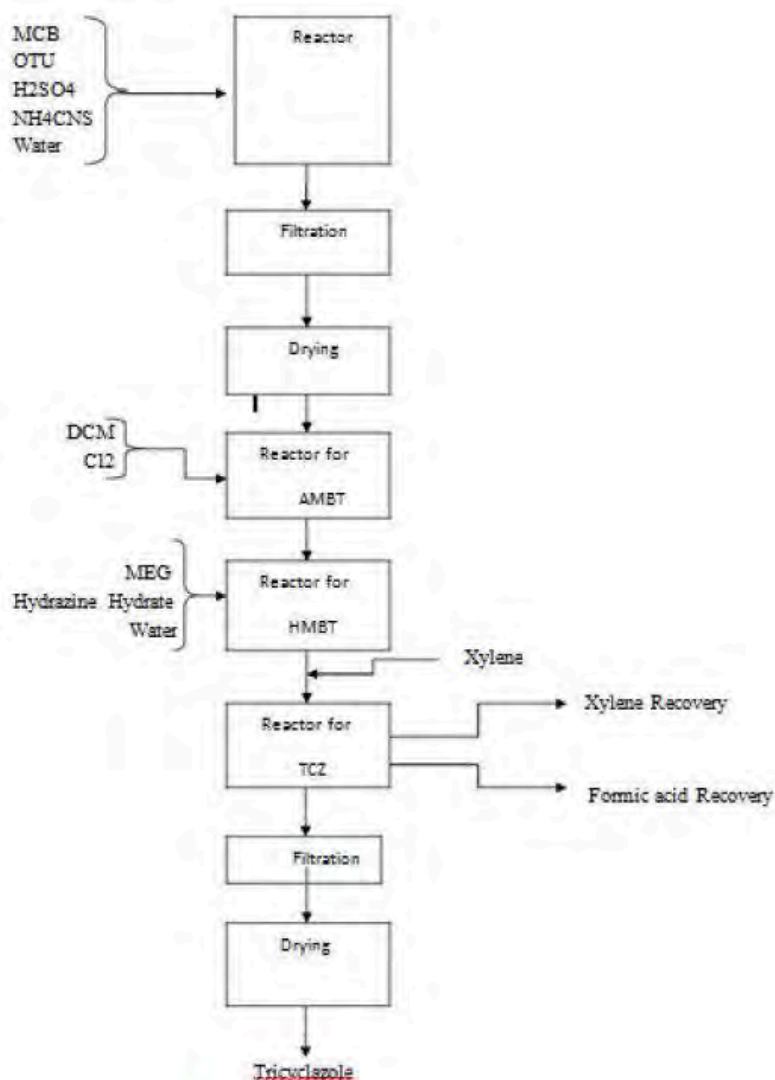 MCB
OTU
H2SO4
NH4CNS
Water
Reactor
Filtration
Drying
DCM
Cl2
Reactor for
AMBT
MEG
Hydrazine Hydrate
Water
Reactor for
HMBT
Xylene
Reactor for
TCZ
Xylene Recovery
Formic acid Recovery
Filtration
Drying
Tricyclazole